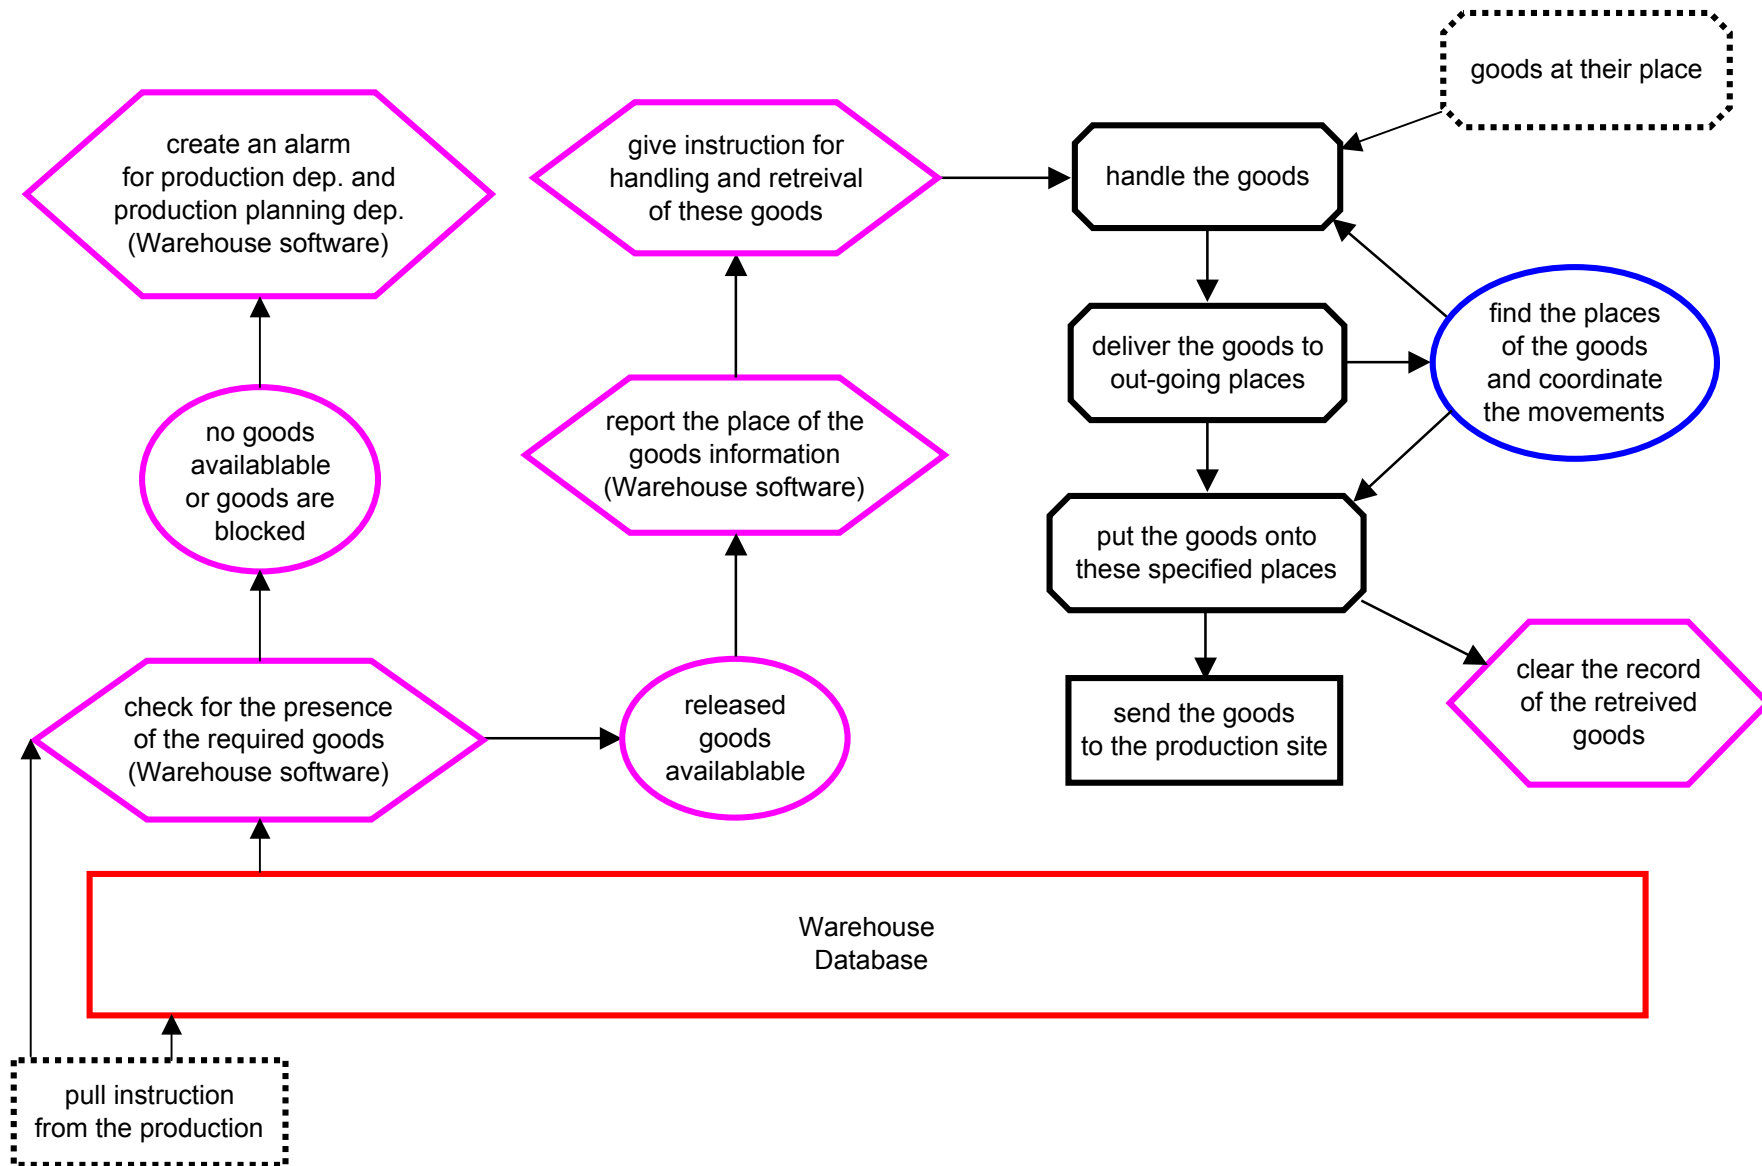 goods at their place
create an alarm
for production dep. and
production planning dep.
(Warehouse software)
give instruction for
handling and retreival
of these goods
handle the goods
find the places
of the goods
and coordinate
the movements
deliver the goods to
out-going places
no goods
availablable
or goods are
blocked
report the place of the
goods information
(Warehouse software)
put the goods onto
these specified places
check for the presence
of the required goods
(Warehouse software)
released
goods
availablable
send the goods
to the production site
clear the record
of the retreived
goods
Warehouse
Database
pull instruction
from the production